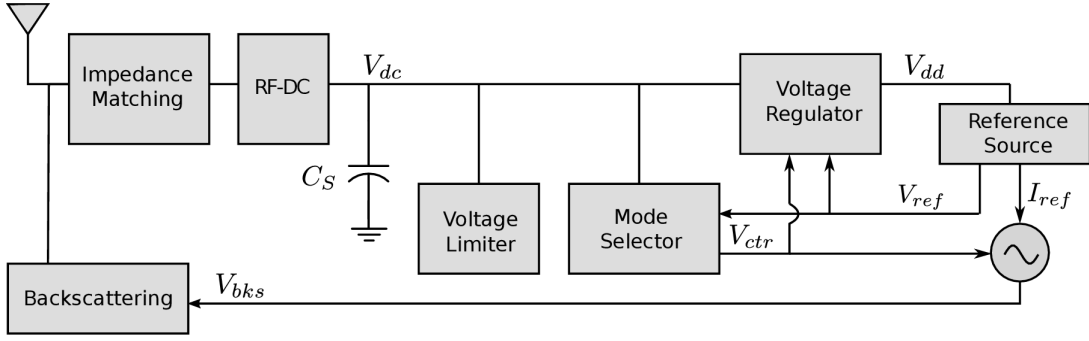 Impedance
Matching
RF-DC
V_dc
Voltage
Regulator
V_dd
Reference
Source
C_S
Voltage
Limiter
Mode
Selector
V_ref
I_ref
V_ctr
Backscattering
V_bks